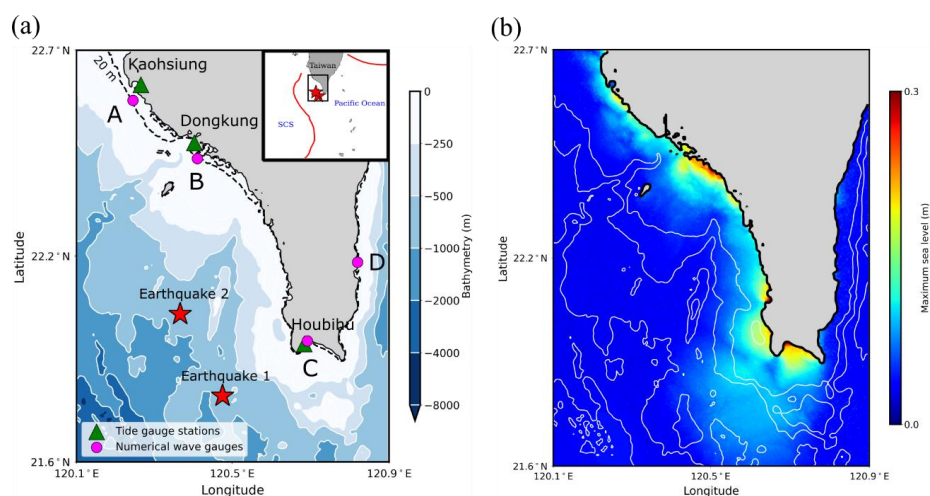 (a)
22.7°N
22.2°N
21.6°N
Latitude
120.1°E
120.5°E
120.9°E
Longitude
20 m
Kaohsiung
A
Dongkung
B
D
Earthquake 2
Houbihu
C
Earthquake 1
Tide gauge stations
Numerical wave gauges
Taiwan
Pacific Ocean
SCS
0
−250
−500
−1000
−2000
−4000
−8000
Bathymetry (m)
(b)
22.7°N
22.2°N
21.6°N
Latitude
120.1°E
120.5°E
120.9°E
Longitude
0.3
0.0
Maximum sea level (m)